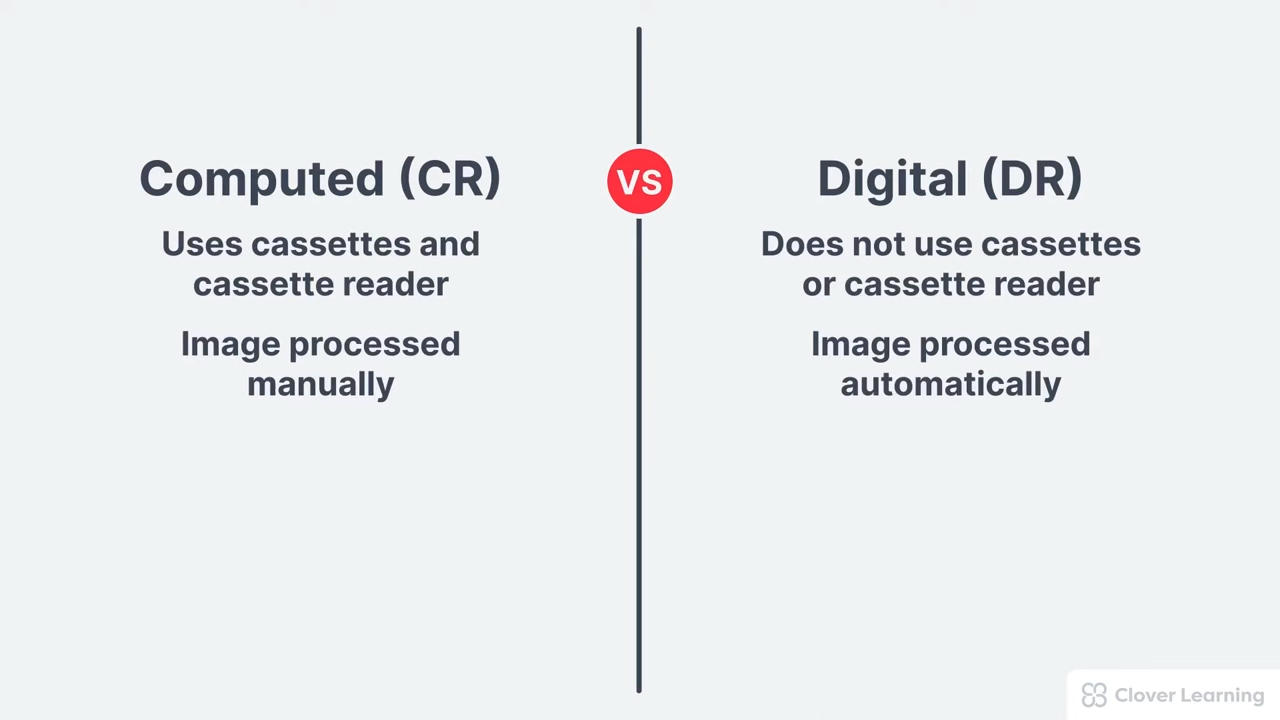 Computed (CR)
Uses cassettes and
cassette reader
Image processed
manually
VS
Digital (DR)
Does not use cassettes
or cassette reader
Image processed
automatically
Clover Learning